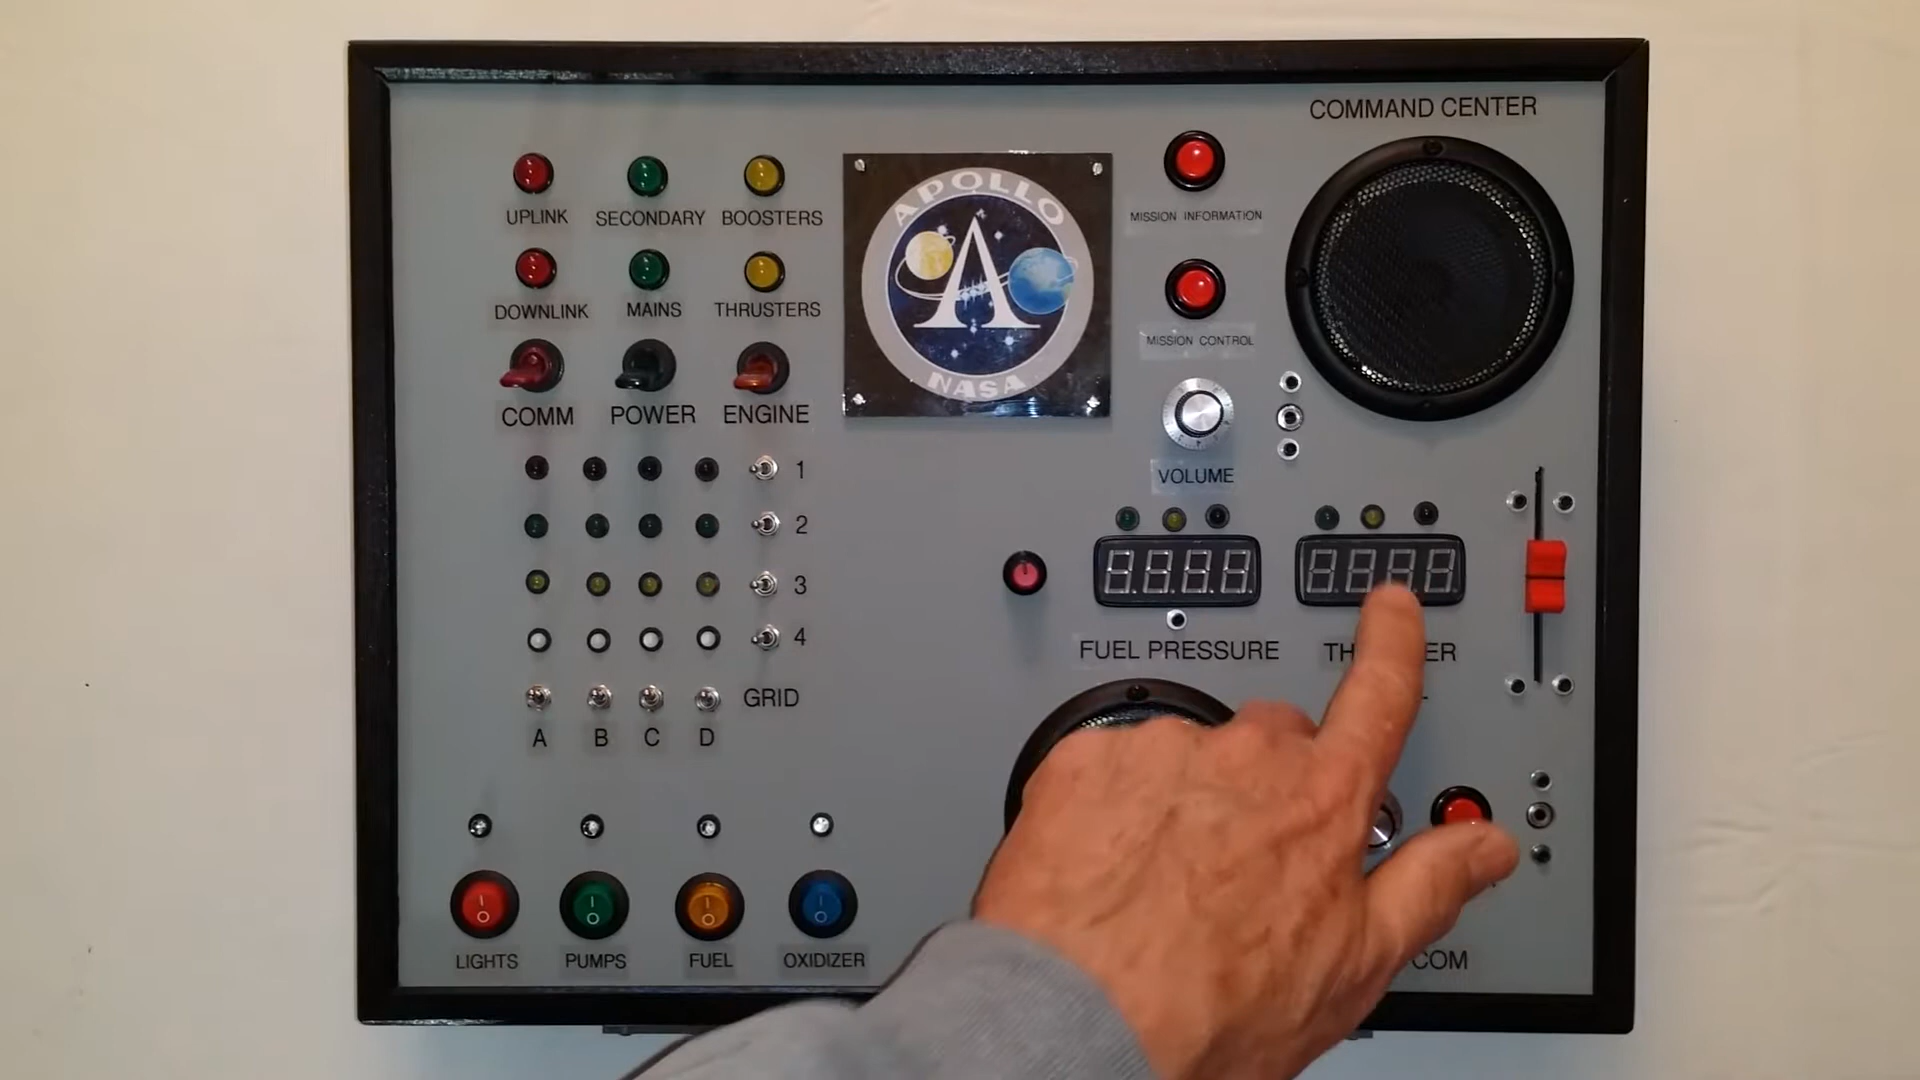 COMMAND CENTER
UPLINK SECONDARY BOOSTERS
APOLLO
NASA
MISSION INFORMATION
DOWNLINK MAINS THRUSTERS
MISSION CONTROL
COMM POWER ENGINE
VOLUME
1
2
3
4
FUEL PRESSURE
GRID
A B C D
LIGHTS PUMPS FUEL OXIDIZER